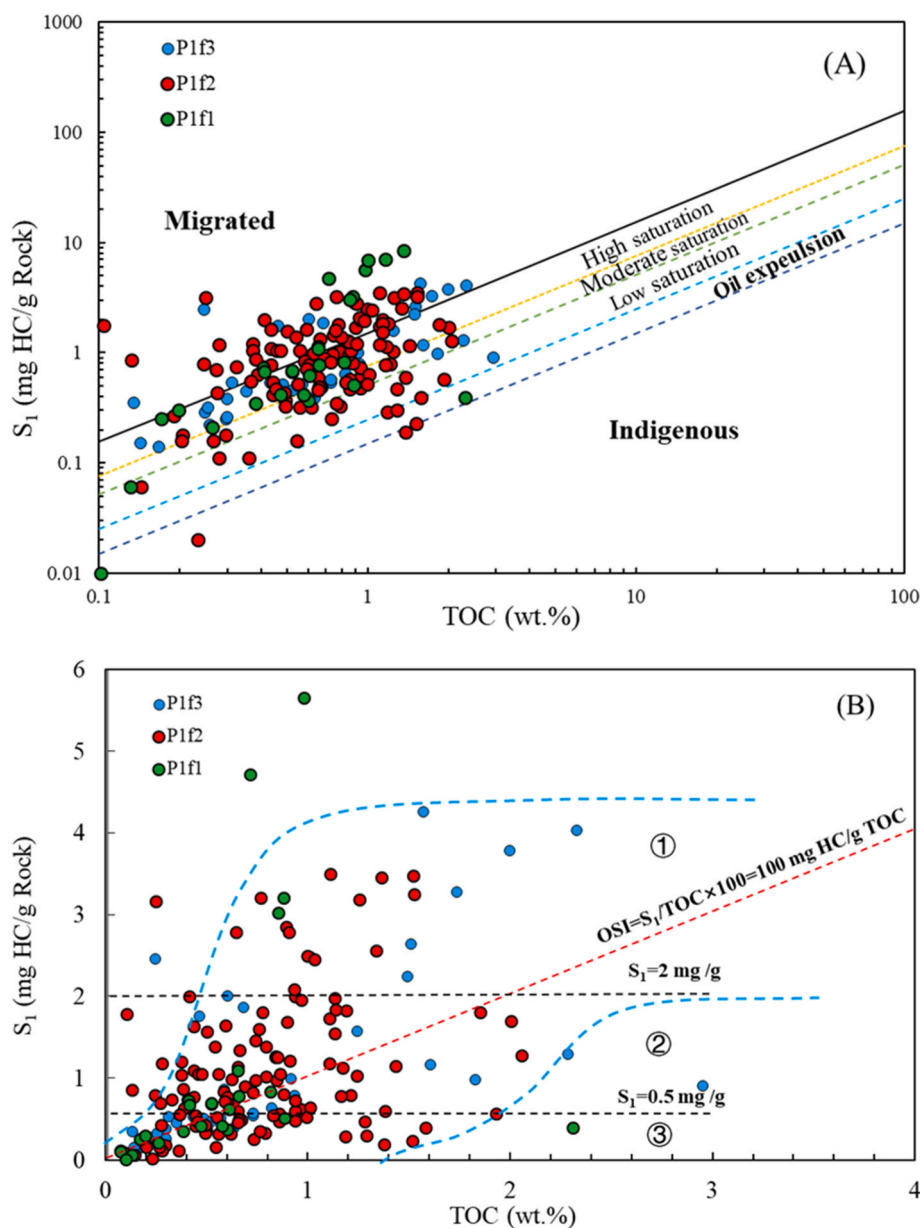 1000
100
10
1
0.1
0.01
S₁ (mg HC/g Rock)
P1f3
P1f2
P1f1
(A)
Migrated
High saturation
Moderate saturation
Low saturation
Oil expeulsion
Indigenous
0.1 1 10 100
TOC (wt.%)
6
5
4
3
2
1
0
S₁ (mg HC/g Rock)
P1f3
P1f2
P1f1
(B)
①
OSI=S₁/TOC×100=100 mg HC/g TOC
S₁=2 mg /g
②
S₁=0.5 mg /g
③
0 1 2 3 4
TOC (wt.%)